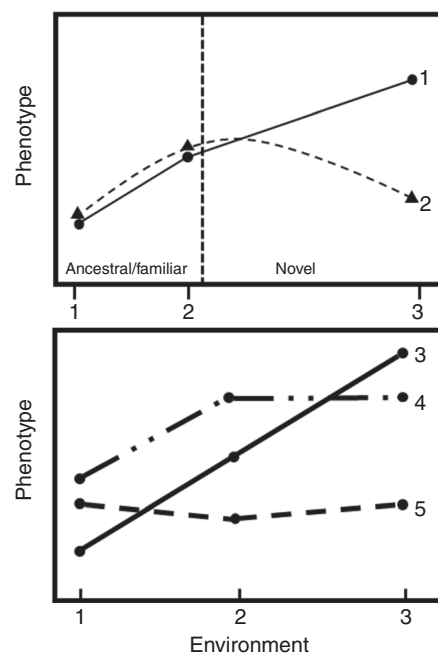 Phenotype
1
2
Ancestral/familiar Novel
1 2 3
Phenotype
3
4
5
1 2 3
Environment